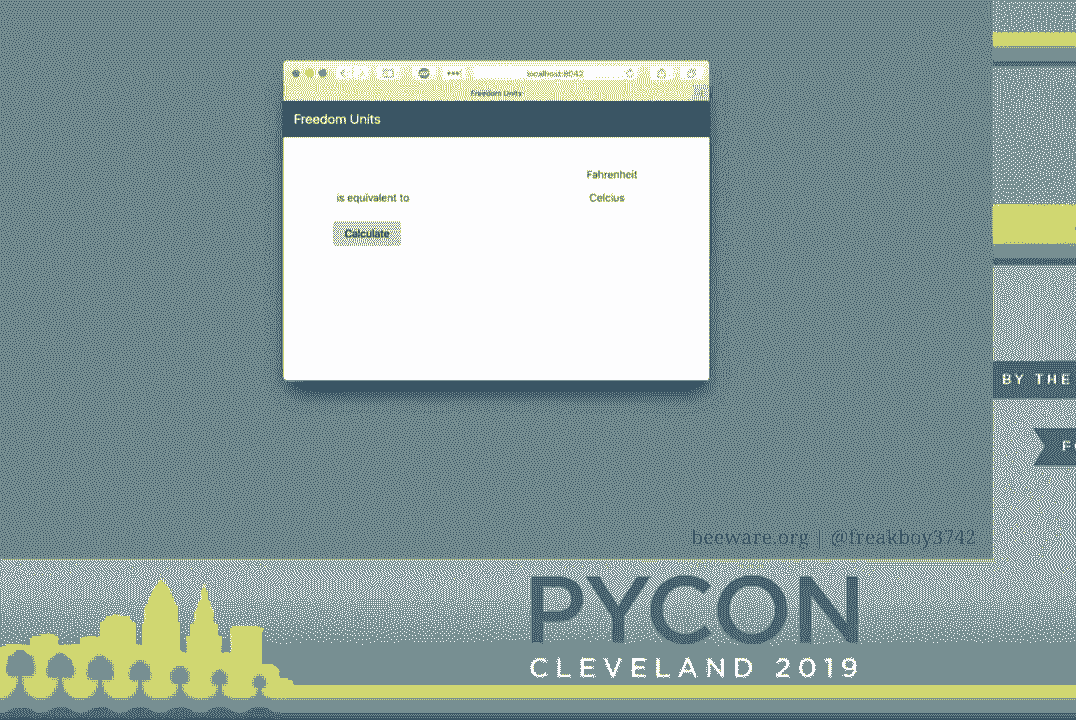 localhost:8042
Freedom Units
Freedom Units
Fahrenheit
is equivalent to
Celcius
Calculate
BY THE
beeware.org | @freakboy3742
PYCON
CLEVELAND 2019